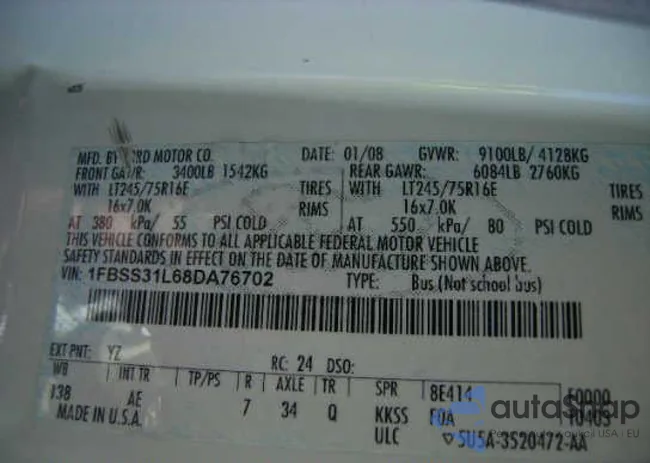 MFD. BY FORD MOTOR CO. DATE: 01/08 GVWR: 9100LB/ 4128KG
FRONT GAWR: 3400LB 1542KG REAR GAWR: 6084LB 2760KG
WITH LT245/75R16E TIRES WITH LT245/75R16E TIRES
16x7.0K RIMS 16x7.0K RIMS
AT 380 kPa/ 55 PSI COLD AT 550 kPa/ 80 PSI COLD
THIS VEHICLE CONFORMS TO ALL APPLICABLE FEDERAL MOTOR VEHICLE
SAFETY STANDARDS IN EFFECT ON THE DATE OF MANUFACTURE SHOWN ABOVE.
VIN: 1FBSS31L68DA76702 TYPE: Bus (Not school bus)
EXT PNT: YZ RC: 24 DSO:
WB INT TR TP/PS R AXLE TR SPR 8E414
138 AE 7 34 Q KKSS
MADE IN U.S.A. ULC 5U5A-3520472-AA
autoSnap